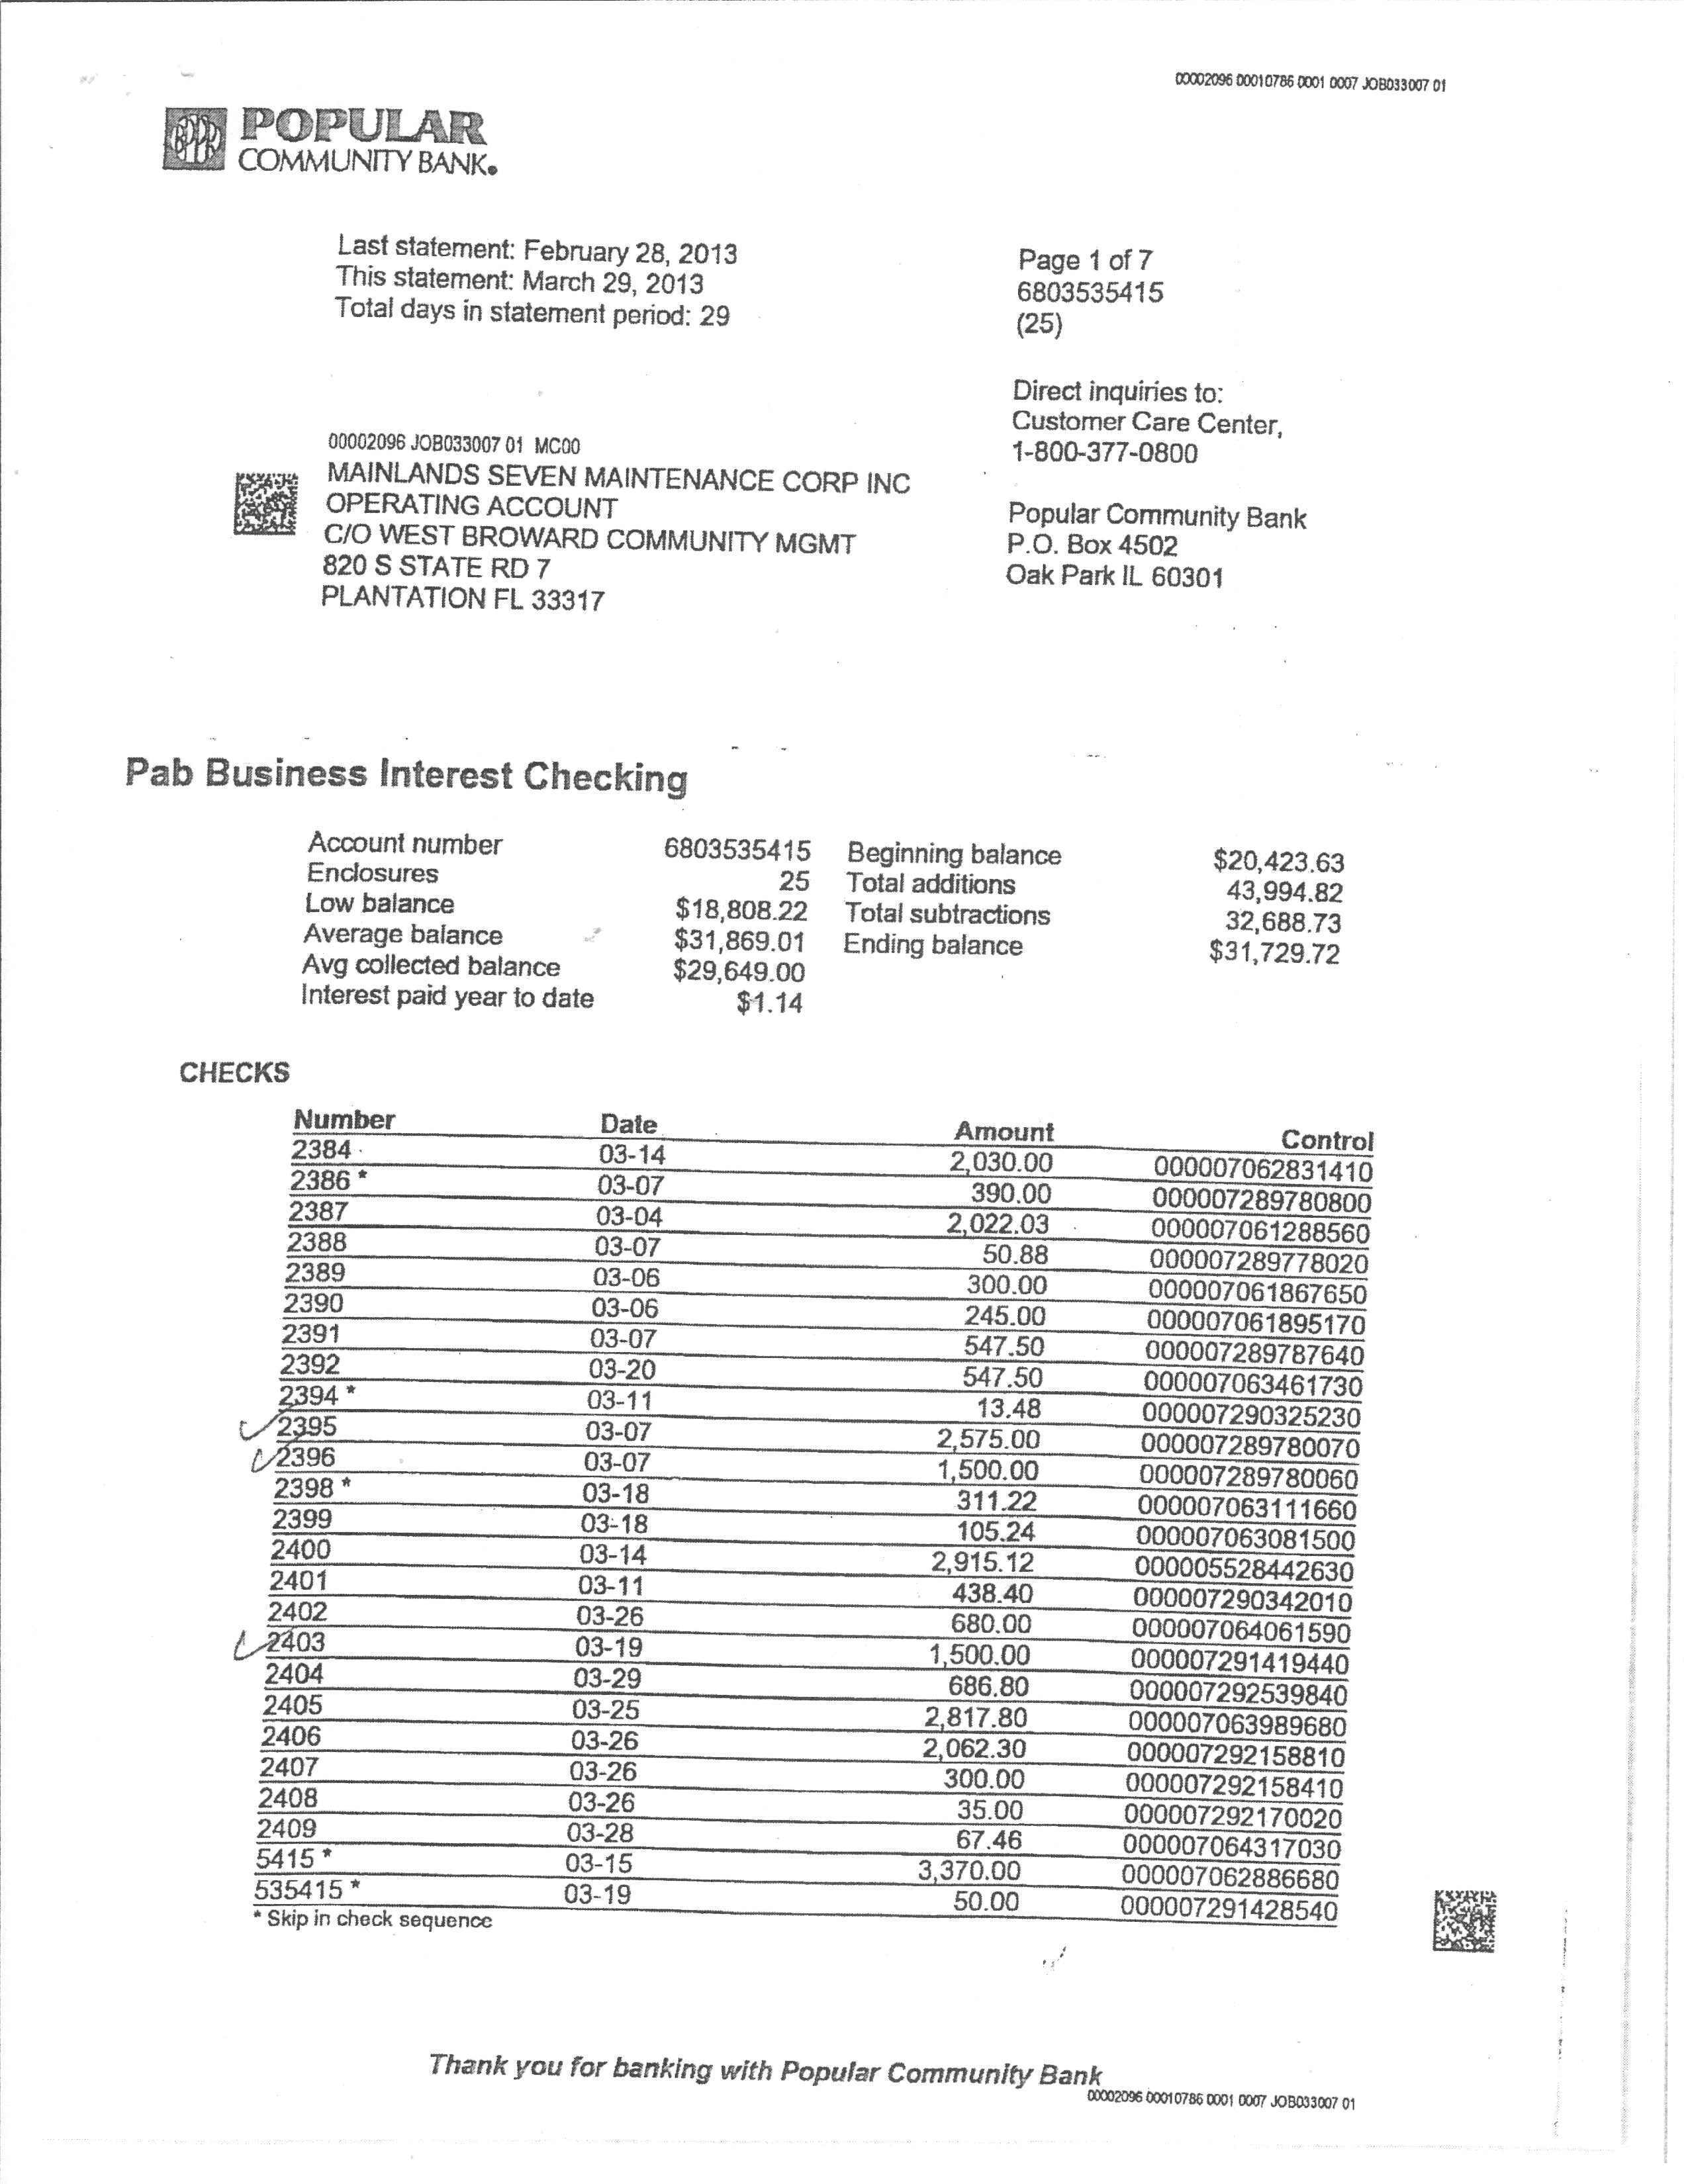 00002096 00010786 0001 0007 JOB033007 01
POPULAR
COMMUNITY BANK.
Last statement: February 28, 2013
This statement: March 29, 2013
Total days in statement period: 29
Page 1 of 7
6803535415
(25)
Direct inquiries to:
Customer Care Center,
1-800-377-0800
Popular Community Bank
P.O. Box 4502
Oak Park IL 60301
00002096 JOB033007 01 MC00
MAINLANDS SEVEN MAINTENANCE CORP INC
OPERATING ACCOUNT
C/O WEST BROWARD COMMUNITY MGMT
820 S STATE RD 7
PLANTATION FL 33317
Pab Business Interest Checking
Account number 6803535415 Beginning balance $20,423.63
Enclosures 25 Total additions 43,994.82
Low balance $18,808.22 Total subtractions 32,688.73
Average balance $31,869.01 Ending balance $31,729.72
Avg collected balance $29,649.00
Interest paid year to date $1.14
CHECKS
Number Date Amount Control
2384 03-14 2,030.00 000007062831410
2386 * 03-07 390.00 000007289780800
2387 03-04 2,022.03 000007061288560
2388 03-07 50.88 000007289778020
2389 03-06 300.00 000007061867650
2390 03-06 245.00 000007061895170
2391 03-07 547.50 000007289787640
2392 03-20 547.50 000007063461730
2394 * 03-11 13.48 000007290325230
2395 03-07 2,575.00 000007289780070
2396 03-07 1,500.00 000007289780060
2398 * 03-18 311.22 000007063111660
2399 03-18 105.24 000007063081500
2400 03-14 2,915.12 000005528442630
2401 03-11 438.40 000007290342010
2402 03-26 680.00 000007064061590
2403 03-19 1,500.00 000007291419440
2404 03-29 686.80 000007292539840
2405 03-25 2,817.80 000007063989680
2406 03-26 2,062.30 000007292158810
2407 03-26 300.00 000007292158410
2408 03-26 35.00 000007292170020
2409 03-28 67.46 000007064317030
5415 * 03-15 3,370.00 000007062886680
535415 * 03-19 50.00 000007291428540
* Skip in check sequence
Thank you for banking with Popular Community Bank
00002096 00010786 0001 0007 JOB033007 01